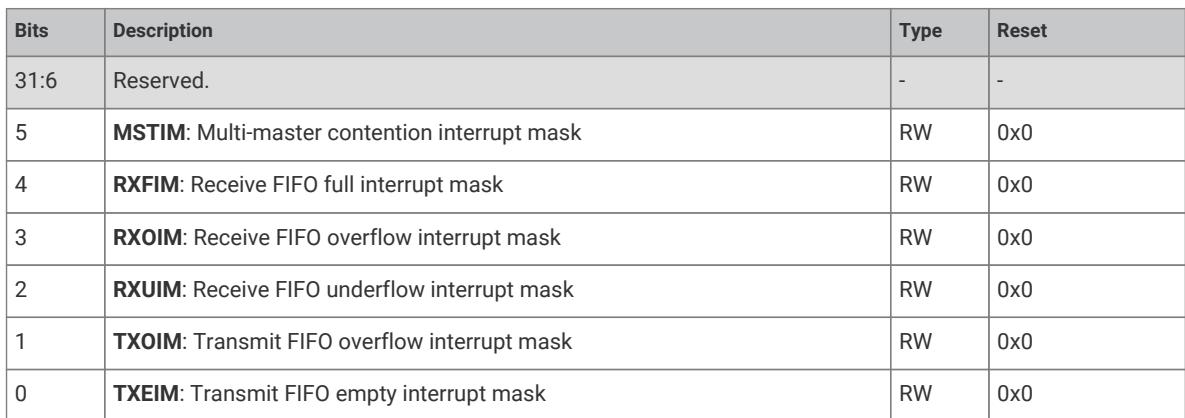 Bits Description Type Reset
31:6 Reserved. - -
5 MSTIM: Multi-master contention interrupt mask RW 0x0
4 RXFIM: Receive FIFO full interrupt mask RW 0x0
3 RXOIM: Receive FIFO overflow interrupt mask RW 0x0
2 RXUIM: Receive FIFO underflow interrupt mask RW 0x0
1 TXOIM: Transmit FIFO overflow interrupt mask RW 0x0
0 TXEIM: Transmit FIFO empty interrupt mask RW 0x0